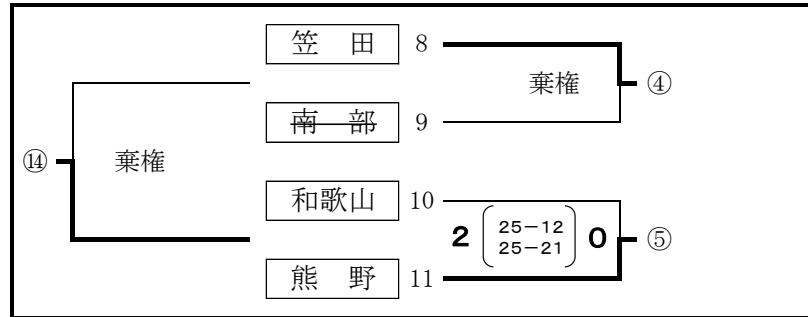 笠 田 8
棄権 ④
南 部 9
⑭ 棄権
和歌山 10
2 25-12 0 ⑤
25-21
熊 野 11